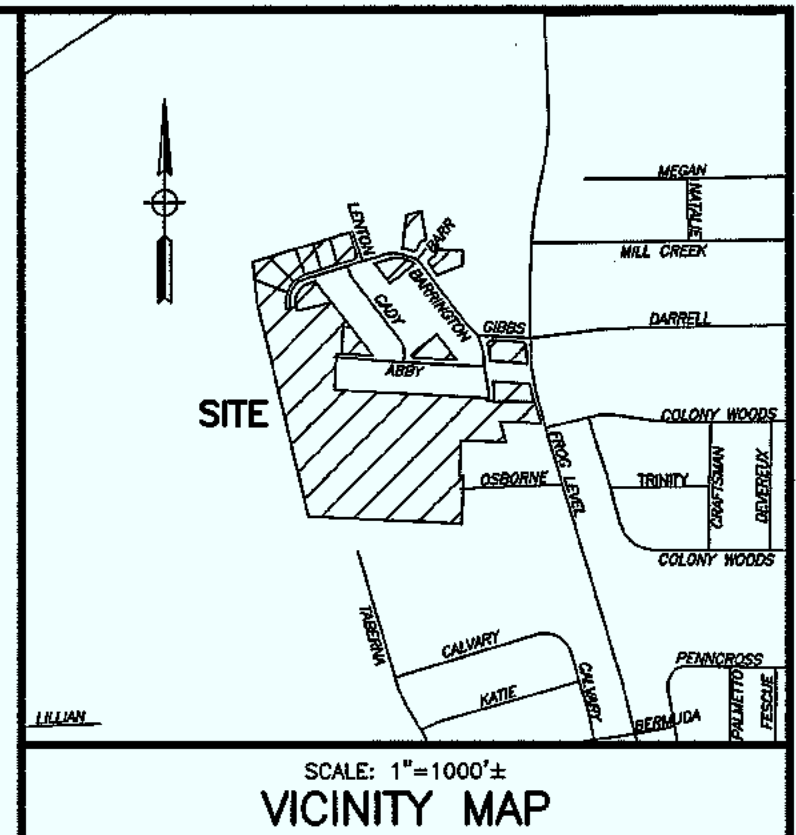 MEGAN
NATALIE
MILL CREEK
LENTON
BARR
BARRINGTON
CADY
GIBBS
DARRELL
ABBY
SITE
COLONY WOODS
FROG LEVEL
OSBORNE
TRINITY
CRAFTSMAN
DEVEREUX
COLONY WOODS
TABERNA
CALVARY
KATIE
CALVARY
PENNCROSS
PALMETTO
FESCUE
BERMUDA
LILLIAN
SCALE: 1"=1000'±
VICINITY MAP